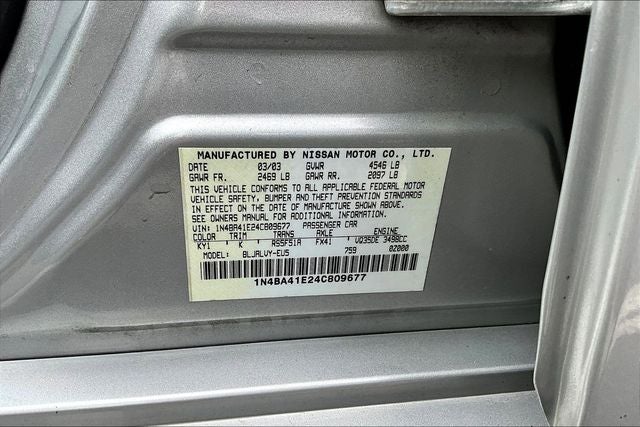 MANUFACTURED BY NISSAN MOTOR CO., LTD.
DATE 03/03 GVWR 4546 LB
GAWR FR. 2469 LB GAWR RR. 2097 LB
THIS VEHICLE CONFORMS TO ALL APPLICABLE FEDERAL MOTOR
VEHICLE SAFETY, BUMPER AND THEFT PREVENTION STANDARDS
IN EFFECT ON THE DATE OF MANUFACTURE SHOWN ABOVE.
SEE OWNERS MANUAL FOR ADDITIONAL INFORMATION.
VIN:1N4BA41E24C809677 PASSENGER CAR
COLOR TRIM TRANS AXLE ENGINE
KY1 K RS5F51A FX41 VQ35DE 3498CC
MODEL: BLJALVY-EU5 759 02000
1N4BA41E24C809677